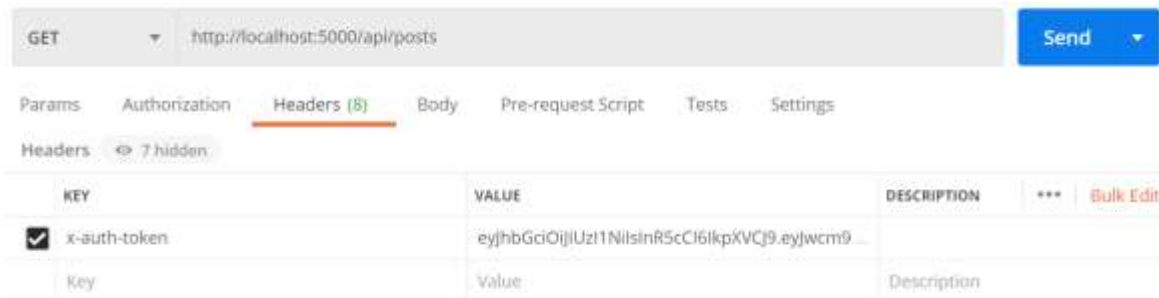 GET http://localhost:5000/api/posts Send
Params Authorization Headers (8) Body Pre-request Script Tests Settings
Headers 7 hidden
KEY VALUE DESCRIPTION ••• Bulk Edit
x-auth-token eyJhbGciOiJIUzI1NiIsInR5cCI6IkpXVCJ9.eyJwcm9 ...
Key Value Description